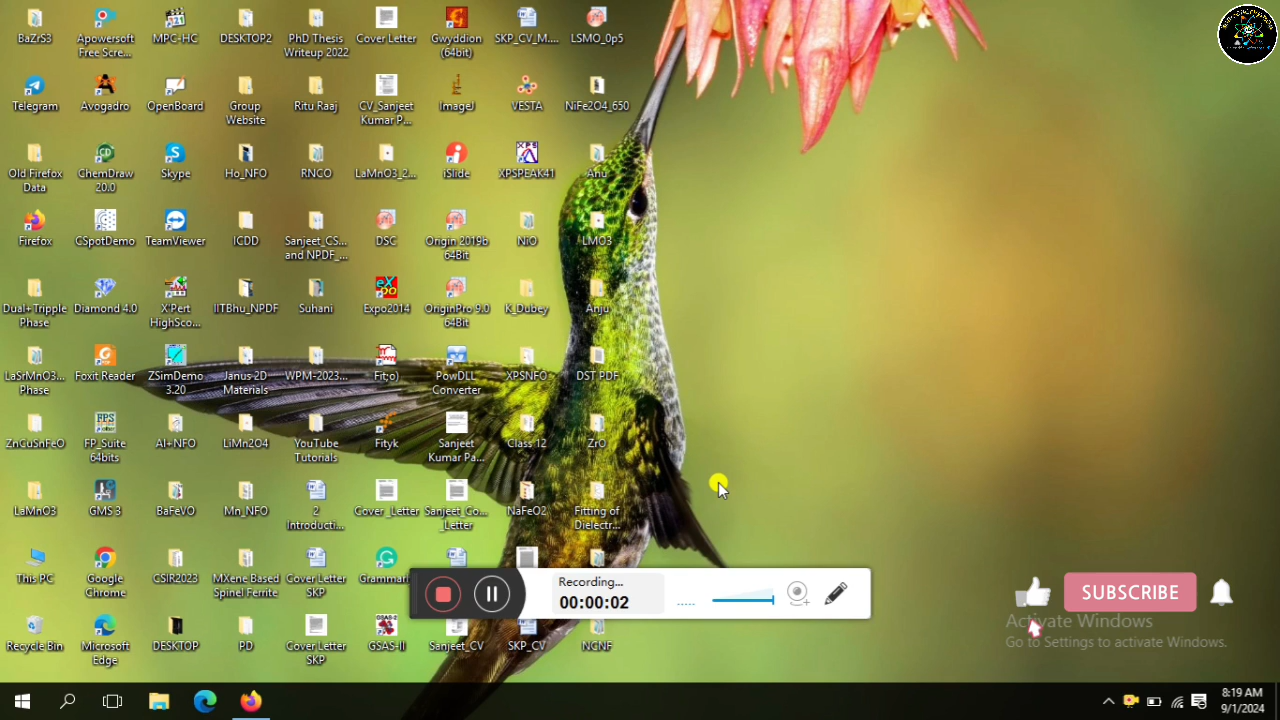 BaZrS3
Apowersoft
Free Scre...
MPC-HC
DESKTOP2
PhD Thesis
Writeup 2022
Cover Letter
Gwyddion
(64bit)
SKP_CV_M....
LSMO_0p5
Telegram
Avogadro
OpenBoard
Group
Website
Ritu Raaj
CV_Sanjeet
Kumar P...
ImageJ
VESTA
NiFe2O4_650
Old Firefox
Data
ChemDraw
20.0
Skype
Ho_NFO
RNCO
LaMnO3_2...
iSlide
XPSPEAK41
Anu
Firefox
CSpotDemo
TeamViewer
ICDD
Sanjeet_CS...
and NPDF_...
DSC
Origin 2019b
64Bit
NiO
LMO3
Dual+Tripple
Phase
Diamond 4.0
X'Pert
HighSco...
IITBhu_NPDF
Suhani
Expo2014
OriginPro 9.0
64Bit
K_Dubey
Anju
LaSrMnO3...
Phase
Foxit Reader
ZSimDemo
3.20
Janus 2D
Materials
WPM-2023...
Fit;o)
PowDLL
Converter
XPSNFO
DST PDF
ZnCuSnFeO
FP_Suite
64bits
Al+NFO
LiMn2O4
YouTube
Tutorials
Fityk
Sanjeet
Kumar Pa...
Class 12
ZrO
LaMnO3
GMS 3
BaFeVO
Mn_NFO
2
Introducti...
Cover _Letter
Sanjeet_Co...
_Letter
NaFeO2
Fitting of
Dielectr...
This PC
Google
Chrome
CSIR2023
MXene Based
Spinel Ferrite
Cover Letter
SKP
Recording...
00:00:02
SUBSCRIBE
Activate Windows
Go to Settings to activate Windows.
Recycle Bin
Microsoft
Edge
DESKTOP
PD
Cover Letter
SKP
GSAS-II
Sanjeet_CV
SKP_CV
NCNF
8:19 AM
9/1/2024